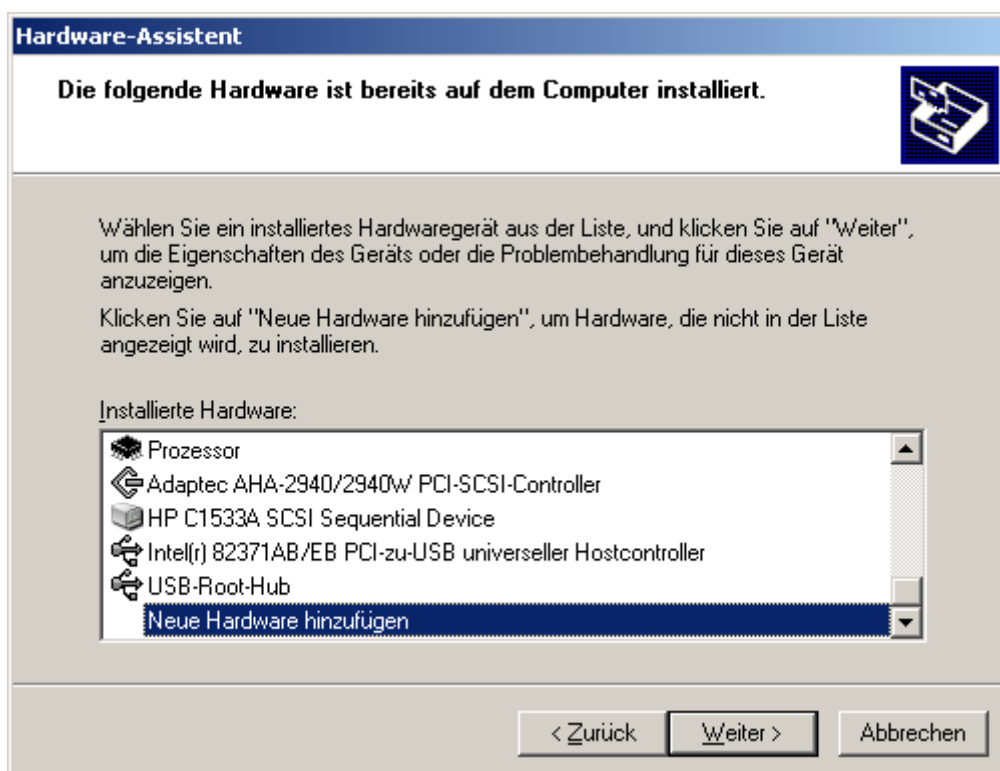 Hardware-Assistent
Die folgende Hardware ist bereits auf dem Computer installiert.
Wählen Sie ein installiertes Hardwaregerät aus der Liste, und klicken Sie auf "Weiter",
um die Eigenschaften des Geräts oder die Problembehandlung für dieses Gerät
anzuzeigen.
Klicken Sie auf "Neue Hardware hinzufügen", um Hardware, die nicht in der Liste
angezeigt wird, zu installieren.
Installierte Hardware:
Prozessor
Adaptec AHA-2940/2940W PCI-SCSI-Controller
HP C1533A SCSI Sequential Device
Intel(r) 82371AB/EB PCI-zu-USB universeller Hostcontroller
USB-Root-Hub
Neue Hardware hinzufügen
< Zurück Weiter > Abbrechen